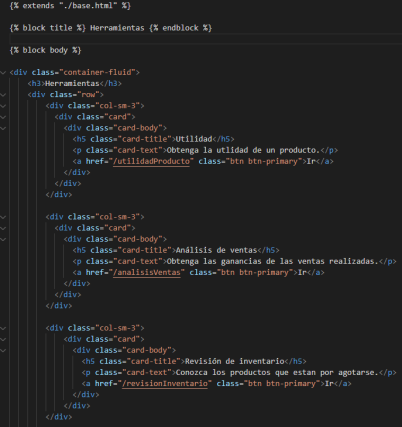 {% extends "./base.html" %}
{% block title %} Herramientas {% endblock %}
{% block body %}
<div class="container-fluid">
<h3>Herramientas</h3>
<div class="row">
<div class="col-sm-3">
<div class="card">
<div class="card-body">
<h5 class="card-title">Utilidad</h5>
<p class="card-text">Obtenga la utlidad de un producto.</p>
<a href="/utilidadProducto" class="btn btn-primary">Ir</a>
</div>
</div>
</div>
<div class="col-sm-3">
<div class="card">
<div class="card-body">
<h5 class="card-title">Análisis de ventas</h5>
<p class="card-text">Obtenga las ganancias de las ventas realizadas.</p>
<a href="/analisisVentas" class="btn btn-primary">Ir</a>
</div>
</div>
</div>
<div class="col-sm-3">
<div class="card">
<div class="card-body">
<h5 class="card-title">Revisión de inventario</h5>
<p class="card-text">Conozca los productos que estan por agotarse.</p>
<a href="/revisionInventario" class="btn btn-primary">Ir</a>
</div>
</div>
</div>